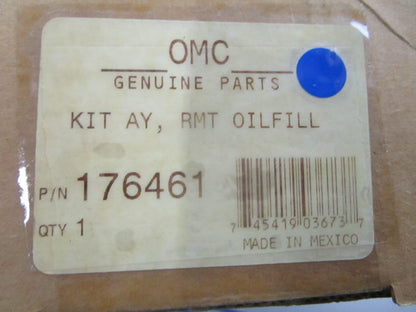 OMC
GENUINE PARTS
KIT AY, RMT OILFILL
P/N 176461
QTY 1
7 45419 03673 7
MADE IN MEXICO